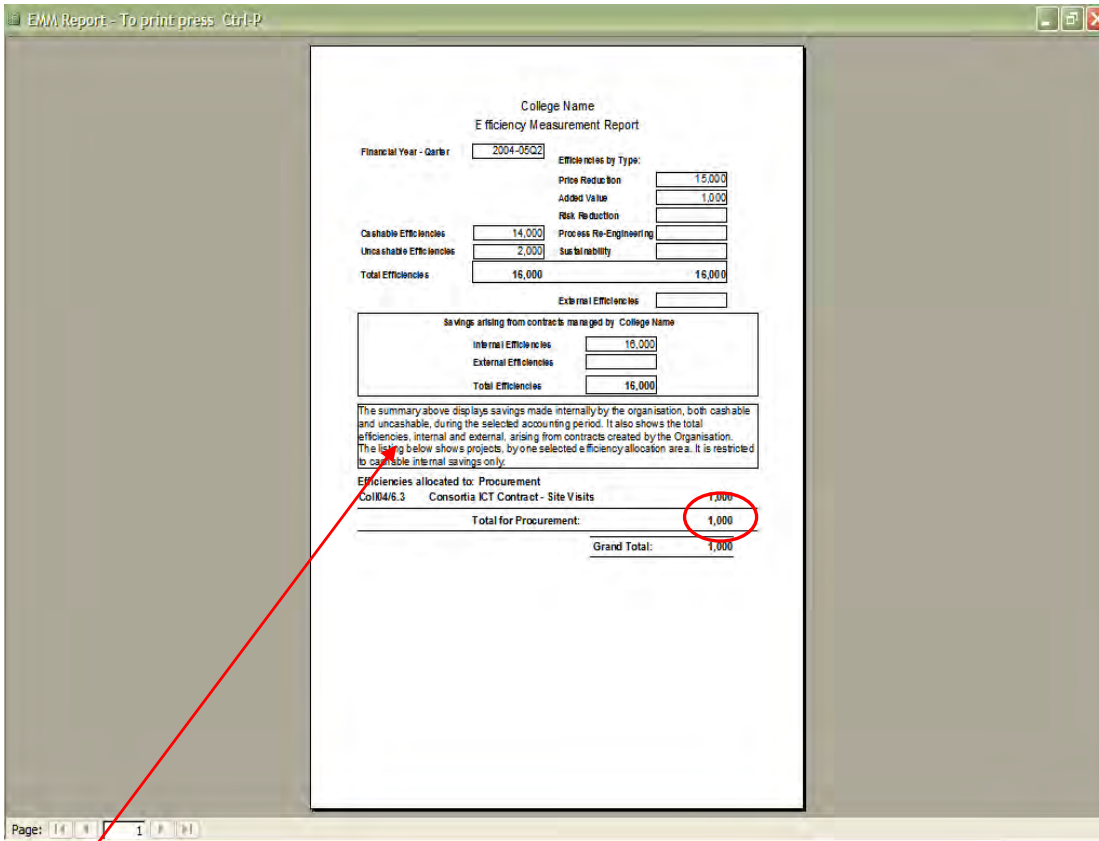 EMM Report - To print press Ctrl-P
College Name
Efficiency Measurement Report
Financial Year - Qarter 2004-05Q2
Efficiencies by Type:
Price Reduction 15,000
Added Value 1,000
Risk Reduction
Cashable Efficiencies 14,000 Process Re-Engineering
Uncashable Efficiencies 2,000 Sustainability
Total Efficiencies 16,000 16,000
External Efficiencies
Savings arising from contracts managed by College Name
Internal Efficiencies 16,000
External Efficiencies
Total Efficiencies 16,000
The summary above displays savings made internally by the organisation, both cashable
and uncashable, during the selected accounting period. It also shows the total
efficiencies, internal and external, arising from contracts created by the Organisation.
The listing below shows projects, by one selected efficiency allocation area. It is restricted
to cashable internal savings only.
Efficiencies allocated to: Procurement
Coll04/6.3 Consortia ICT Contract - Site Visits 1,000
Total for Procurement: 1,000
Grand Total: 1,000
Page: 1